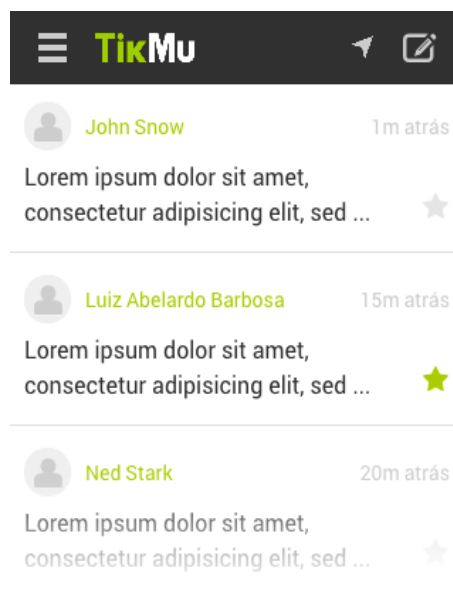 TikMu
John Snow 1m atrás
Lorem ipsum dolor sit amet,
consectetur adipisicing elit, sed ...
Luiz Abelardo Barbosa 15m atrás
Lorem ipsum dolor sit amet,
consectetur adipisicing elit, sed ...
Ned Stark 20m atrás
Lorem ipsum dolor sit amet,
consectetur adipisicing elit, sed ...